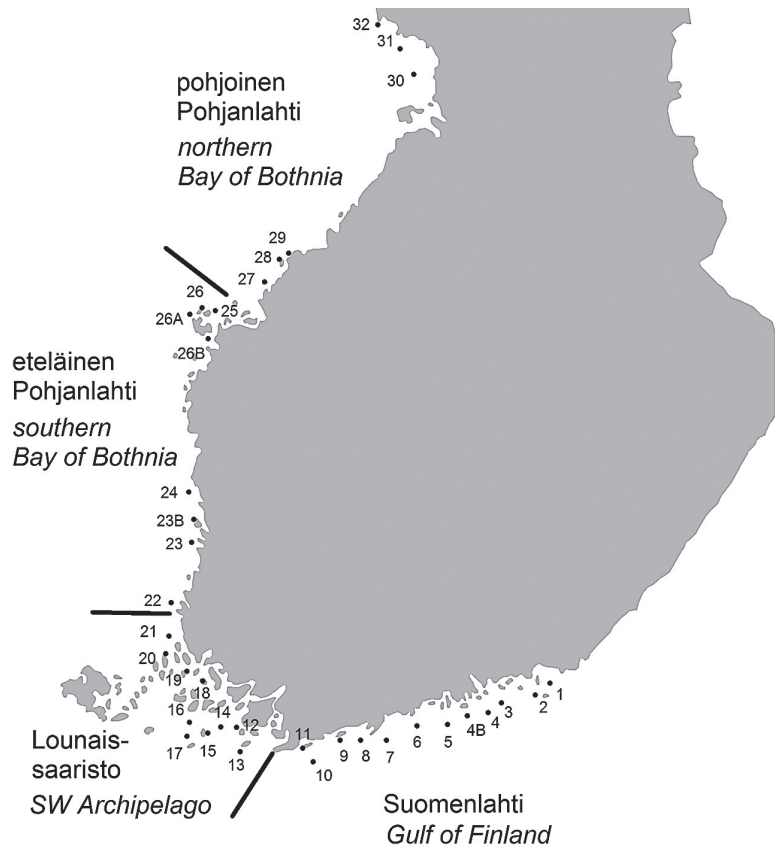 32
31
30
pohjoinen
Pohjanlahti
northern
Bay of Bothnia
29
28
27
26
25
26A
26B
eteläinen
Pohjanlahti
southern
Bay of Bothnia
24
23B
23
22
21
20
19
18
16
14
12
17
15
13
11
10
9
8
7
6
5
4B
4
3
2
1
Lounais-
saaristo
SW Archipelago
Suomenlahti
Gulf of Finland